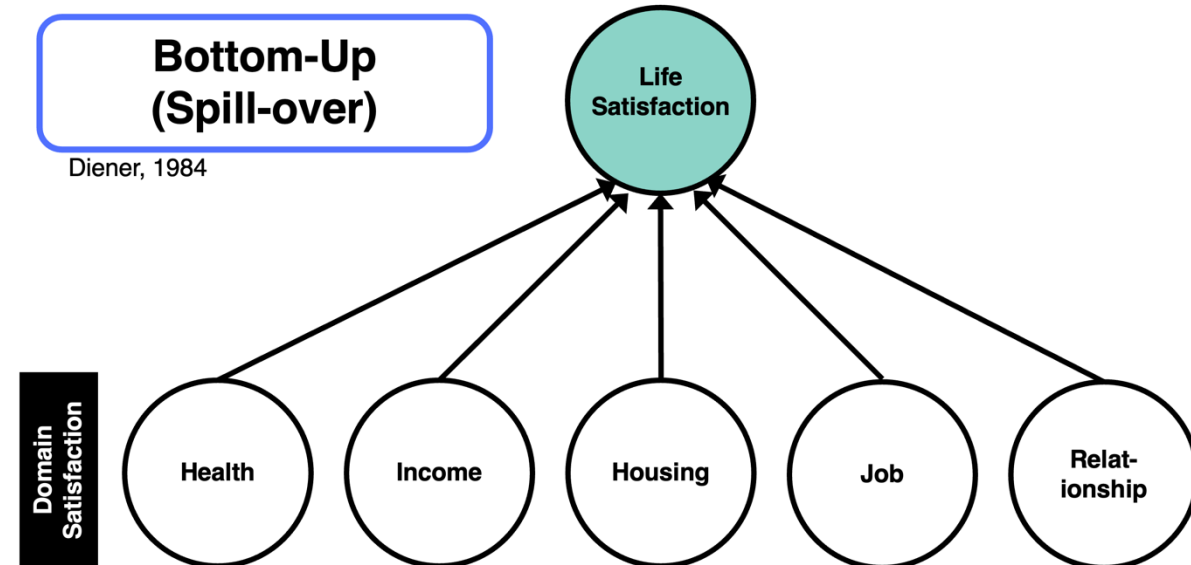 Bottom-Up
(Spill-over)
Diener, 1984
Life
Satisfaction
Domain
Satisfaction
Health
Income
Housing
Job
Relat-
ionship